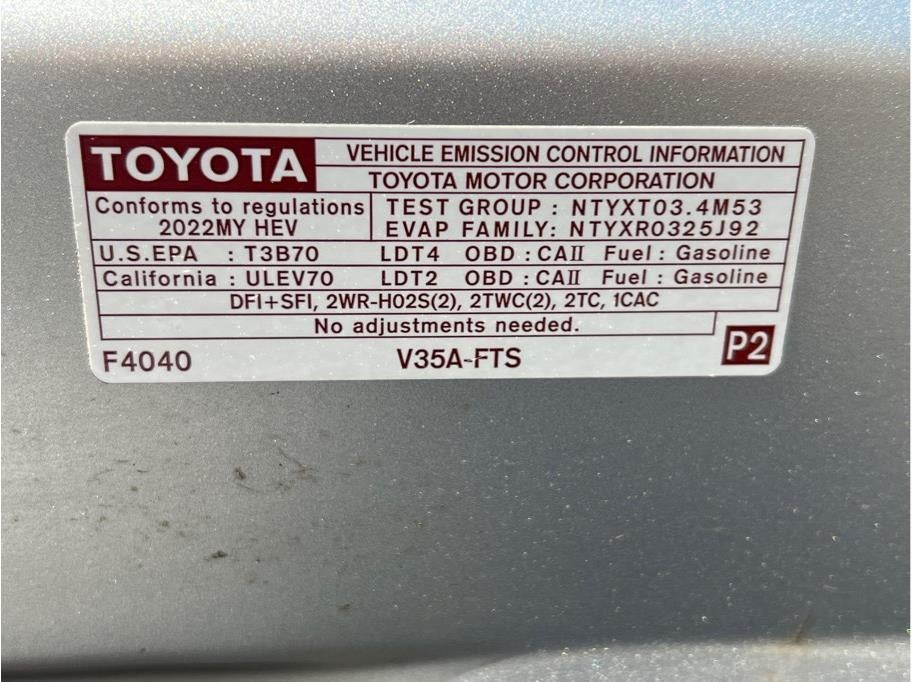 TOYOTA VEHICLE EMISSION CONTROL INFORMATION
TOYOTA MOTOR CORPORATION
Conforms to regulations
2022MY HEV
TEST GROUP : NTYXT03.4M53
EVAP FAMILY: NTYXR0325J92
U.S.EPA : T3B70 LDT4 OBD : CAII Fuel : Gasoline
California : ULEV70 LDT2 OBD : CAII Fuel : Gasoline
DFI+SFI, 2WR-HO2S(2), 2TWC(2), 2TC, 1CAC
No adjustments needed.
F4040 V35A-FTS P2